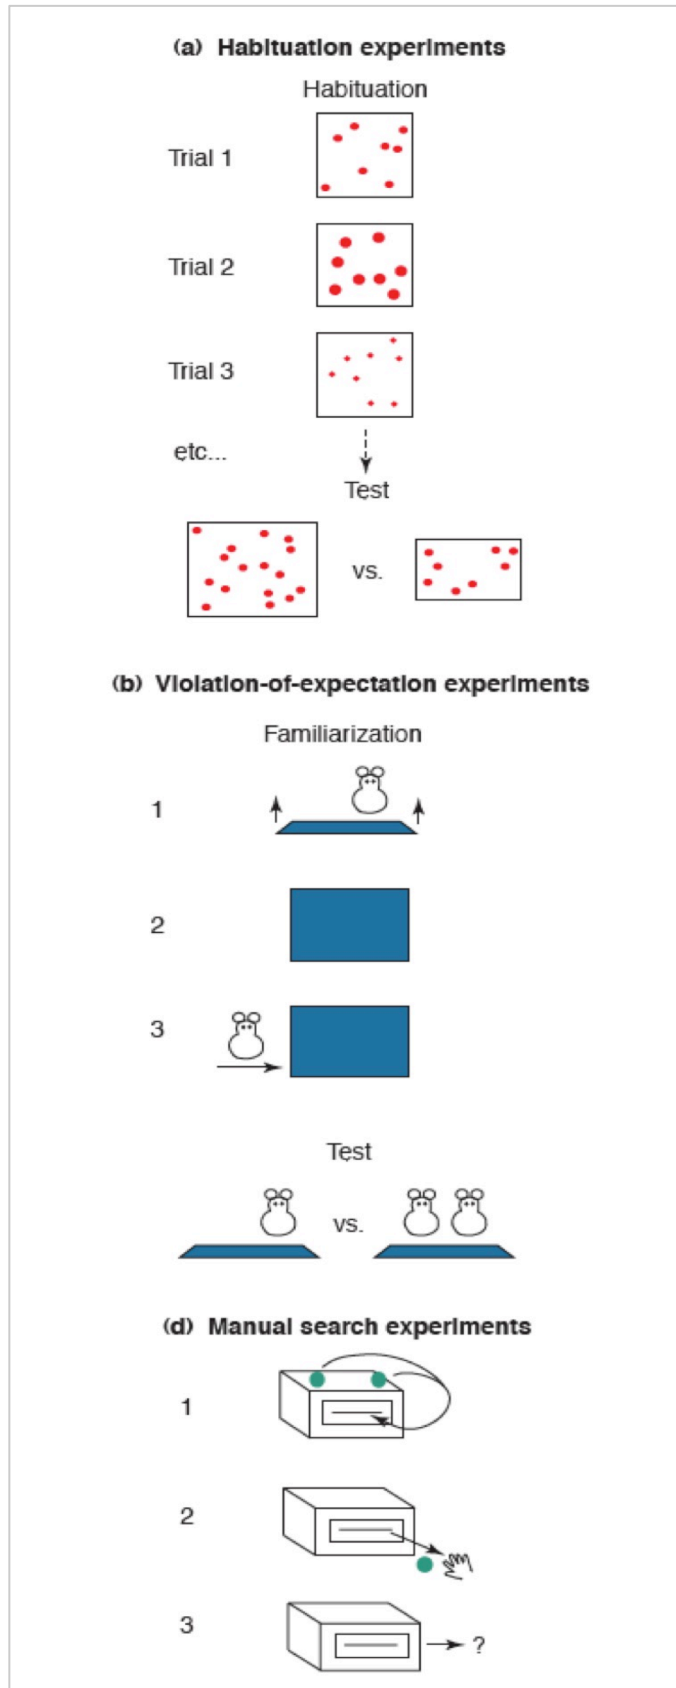 (a) Habituation experiments
Habituation
Trial 1
Trial 2
Trial 3
etc...
Test
vs.
(b) Violation-of-expectation experiments
Familiarization
1
2
3
Test
vs.
(d) Manual search experiments
1
2
3
?